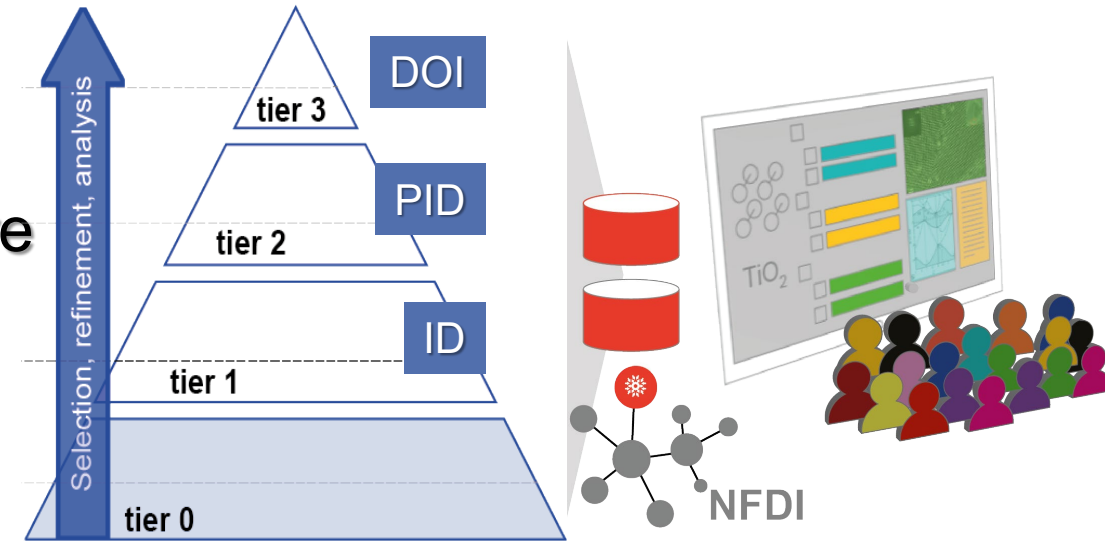 DOI
tier 3
PID
tier 2
e
ID
tier 1
tier 0
Selection, refinement, analysis
TiO2
NFDI